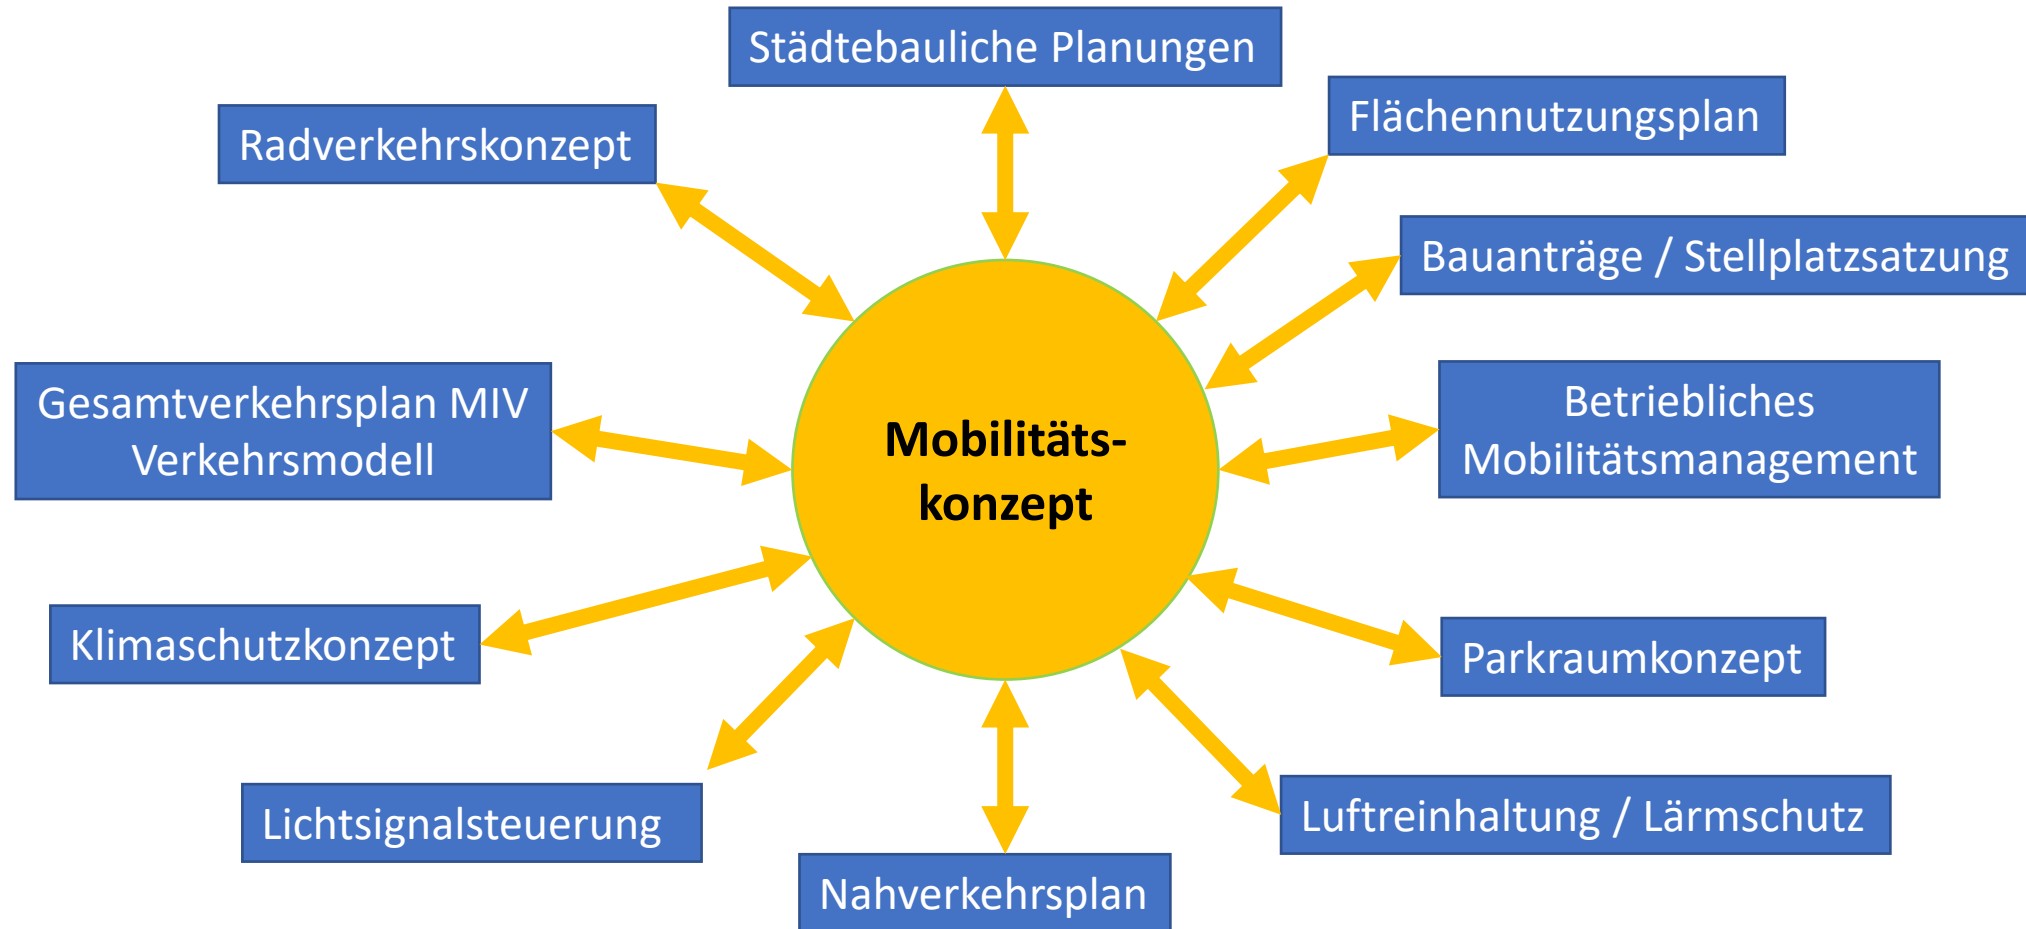 Städtebauliche Planungen
Flächennutzungsplan
Radverkehrskonzept
Bauanträge / Stellplatzsatzung
Gesamtverkehrsplan MIV
Verkehrsmodell
Betriebliches
Mobilitätsmanagement
Mobilitäts-
konzept
Klimaschutzkonzept
Parkraumkonzept
Lichtsignalsteuerung
Luftreinhaltung / Lärmschutz
Nahverkehrsplan